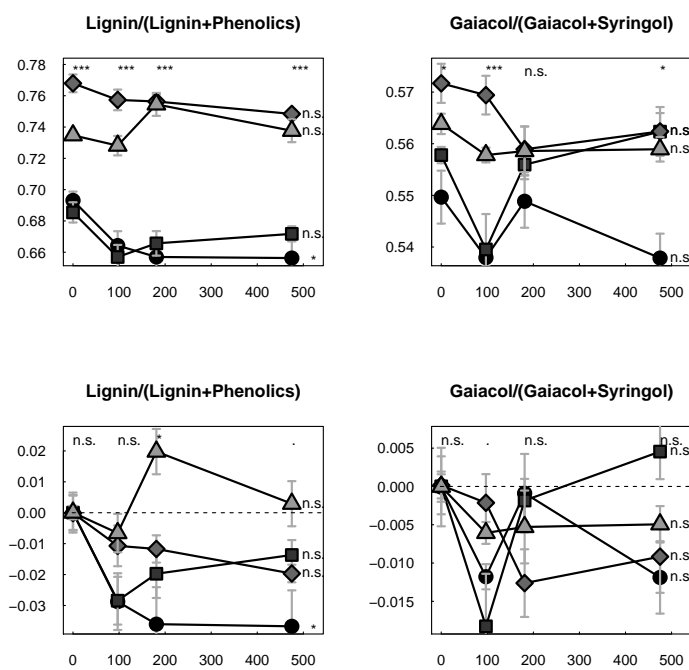 Lignin/(Lignin+Phenolics)
0.78
0.76
0.74
0.70
0.68
0.66
*** *** *** ***
n.s.
n.s.
n.s.
*
0 100 200 300 400 500
Gaiacol/(Gaiacol+Syringol)
0.57
0.56
0.55
0.54
* *** n.s. *
n.s.
n.s.
n.s.
0 100 200 300 400 500
Lignin/(Lignin+Phenolics)
0.02
0.01
0.00
−0.01
−0.02
−0.03
n.s. n.s. * .
n.s.
n.s.
n.s.
*
0 100 200 300 400 500
Gaiacol/(Gaiacol+Syringol)
0.005
0.000
−0.005
−0.010
−0.015
n.s. . n.s. n.s.
n.s.
n.s.
n.s.
n.s.
0 100 200 300 400 500